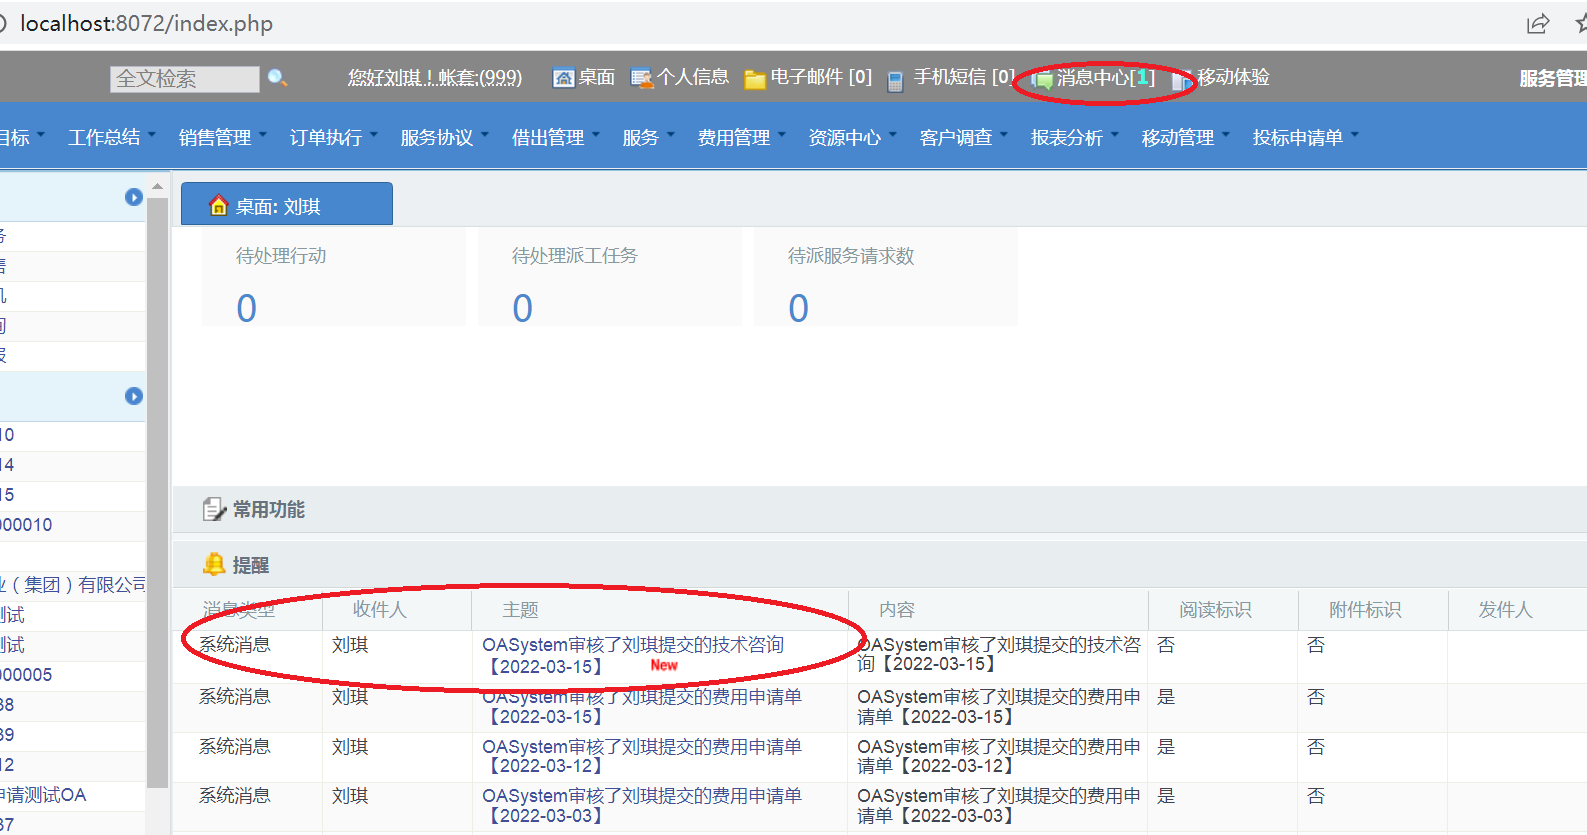 localhost:8072/index.php
全文检索 您好刘琪！帐套:(999) 桌面 个人信息 电子邮件 [0] 手机短信 [0] 消息中心[1] 移动体验 服务管理
目标 工作总结 销售管理 订单执行 服务协议 借出管理 服务 费用管理 资源中心 客户调查 报表分析 移动管理 投标申请单
桌面: 刘琪
待处理行动 待处理派工任务 待派服务请求数
0 0 0
10
14
15
000010
业（集团）有限公司
测试
测试
000005
38
39
12
申请测试OA
37
常用功能
提醒
消息类型 收件人 主题 内容 阅读标识 附件标识 发件人
系统消息 刘琪 OASystem审核了刘琪提交的技术咨询 OASystem审核了刘琪提交的技术咨 否 否
【2022-03-15】 New 询【2022-03-15】
系统消息 刘琪 OASystem审核了刘琪提交的费用申请单 OASystem审核了刘琪提交的费用申 是 否
【2022-03-15】 请单【2022-03-15】
系统消息 刘琪 OASystem审核了刘琪提交的费用申请单 OASystem审核了刘琪提交的费用申 是 否
【2022-03-12】 请单【2022-03-12】
系统消息 刘琪 OASystem审核了刘琪提交的费用申请单 OASystem审核了刘琪提交的费用申 是 否
【2022-03-03】 请单【2022-03-03】